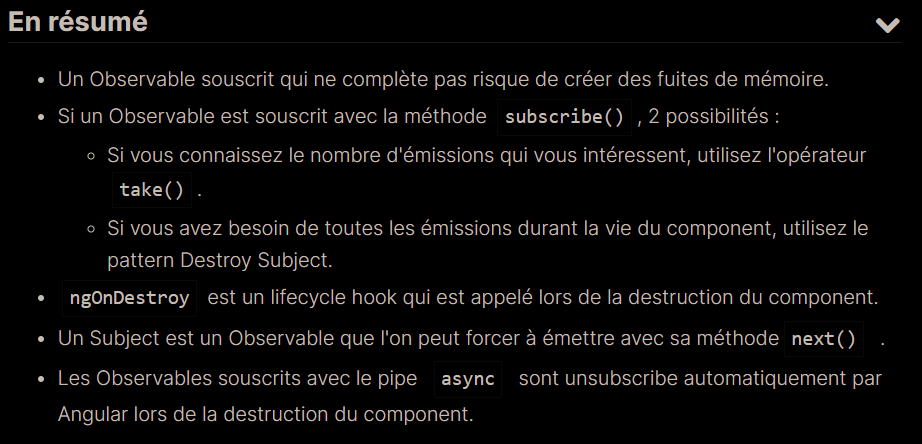 En résumé
Un Observable souscrit qui ne complète pas risque de créer des fuites de mémoire.
Si un Observable est souscrit avec la méthode subscribe() , 2 possibilités :
Si vous connaissez le nombre d'émissions qui vous intéressent, utilisez l'opérateur
take() .
Si vous avez besoin de toutes les émissions durant la vie du component, utilisez le
pattern Destroy Subject.
ngOnDestroy est un lifecycle hook qui est appelé lors de la destruction du component.
Un Subject est un Observable que l'on peut forcer à émettre avec sa méthode next() .
Les Observables souscrits avec le pipe async sont unsubscribe automatiquement par
Angular lors de la destruction du component.